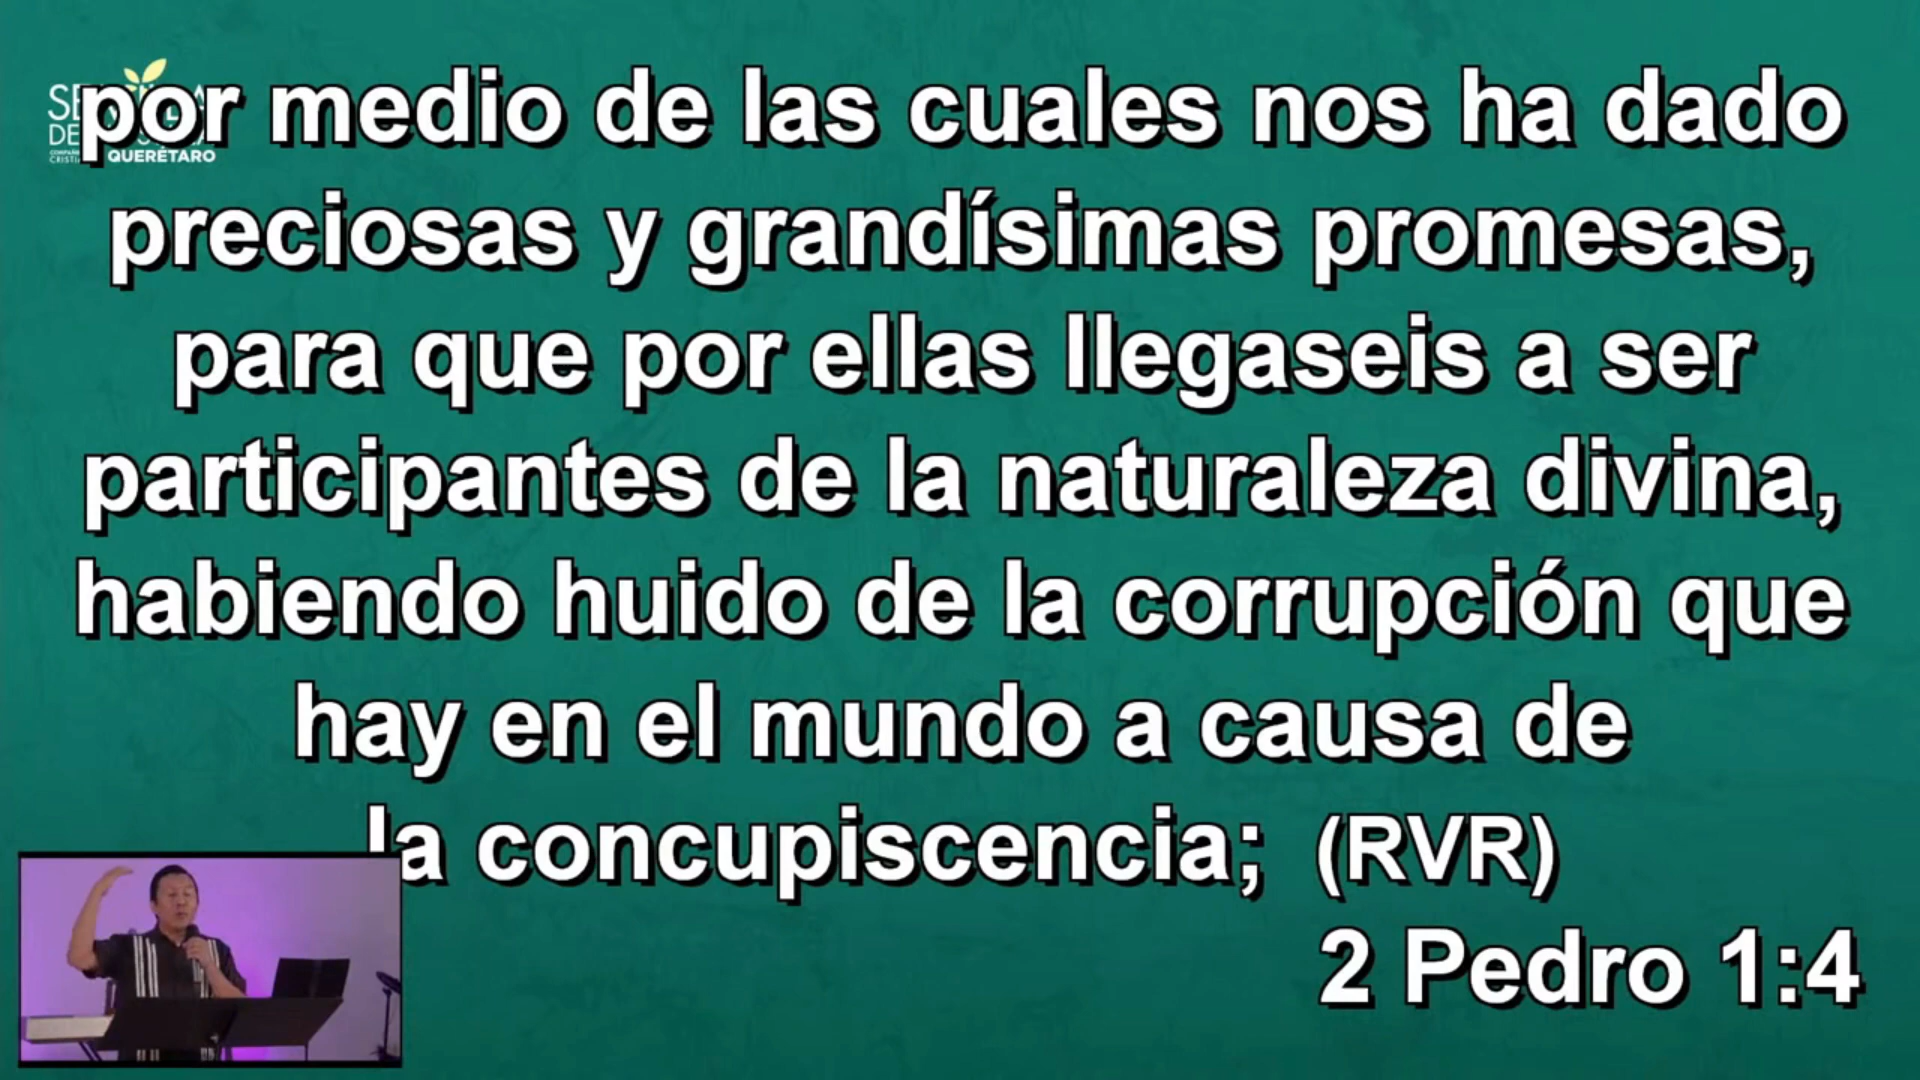 por medio de las cuales nos ha dado
preciosas y grandísimas promesas,
para que por ellas llegaseis a ser
participantes de la naturaleza divina,
habiendo huido de la corrupción que
hay en el mundo a causa de
la concupiscencia; (RVR)
2 Pedro 1:4
QUERÉTARO